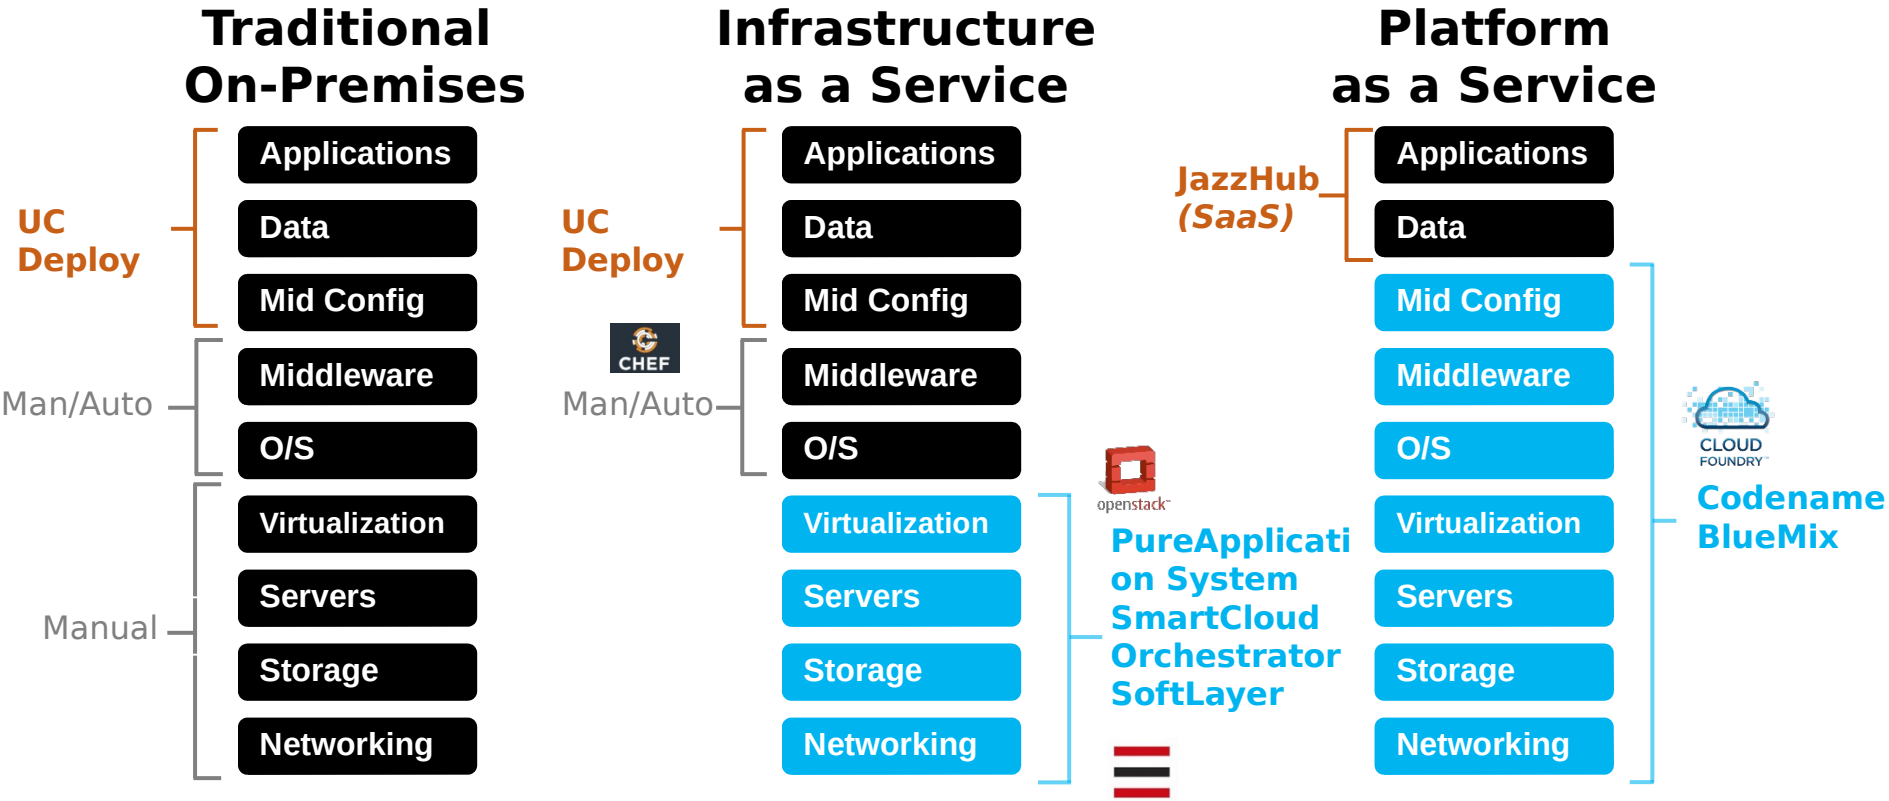 Traditional
On-Premises
UC
Deploy
Man/Auto
Manual
Applications
Data
Mid Config
Middleware
O/S
Virtualization
Servers
Storage
Networking
Infrastructure
as a Service
UC
Deploy
CHEF
Man/Auto
Applications
Data
Mid Config
Middleware
O/S
Virtualization
Servers
Storage
Networking
openstack™
PureApplicati
on System
SmartCloud
Orchestrator
SoftLayer
Platform
as a Service
JazzHub
(SaaS)
Applications
Data
Mid Config
Middleware
O/S
Virtualization
Servers
Storage
Networking
CLOUD
FOUNDRY™
Codename
BlueMix